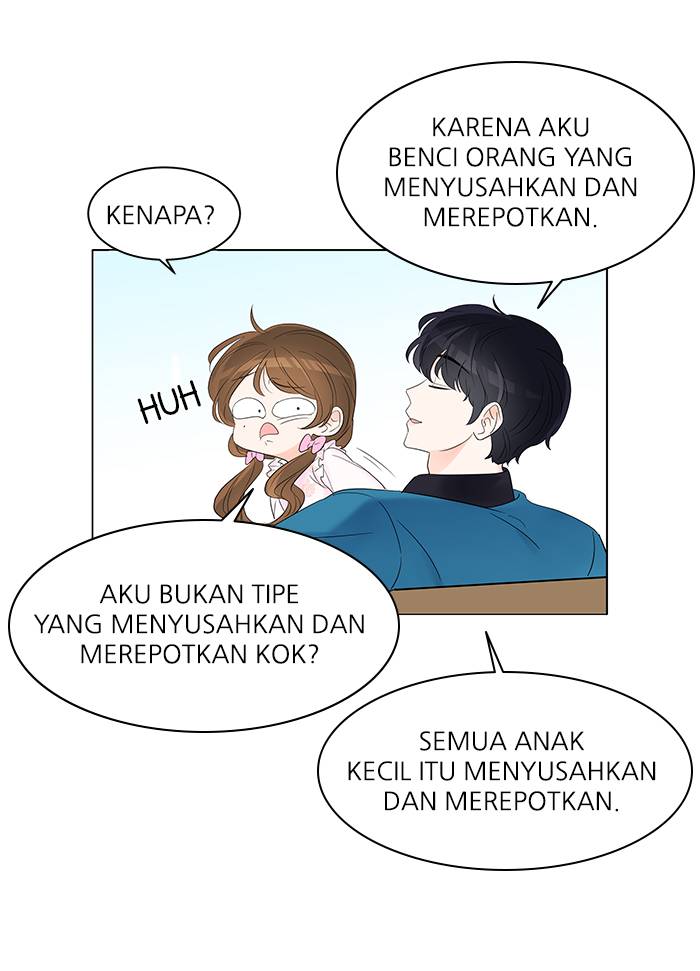 KENAPA?
KARENA AKU
BENCI ORANG YANG
MENYUSAHKAN DAN
MEREPOTKAN.
HUH
AKU BUKAN TIPE
YANG MENYUSAHKAN DAN
MEREPOTKAN KOK?
SEMUA ANAK
KECIL ITU MENYUSAHKAN
DAN MEREPOTKAN.